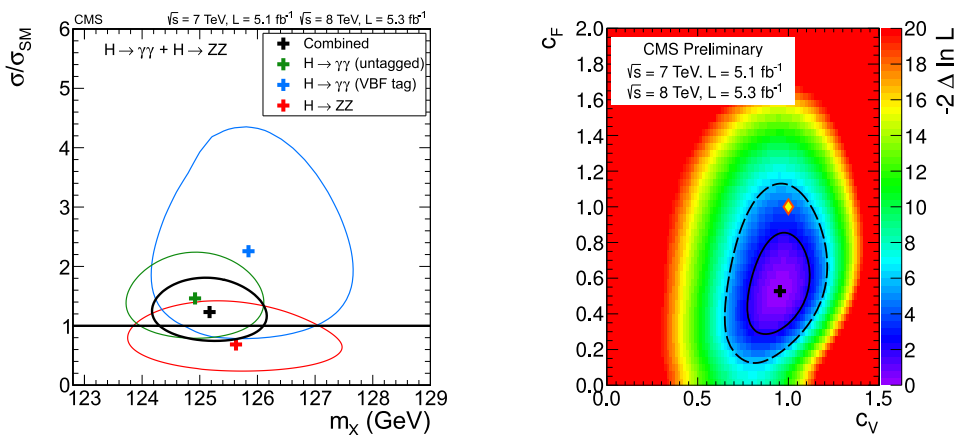 CMS √s = 7 TeV, L = 5.1 fb⁻¹ √s = 8 TeV, L = 5.3 fb⁻¹
H → γγ + H → ZZ
Combined
H → γγ (untagged)
H → γγ (VBF tag)
H → ZZ
σ/σSM
6
5
4
3
2
1
0
123 124 125 126 127 128 129
mX (GeV)
CMS Preliminary
√s = 7 TeV, L = 5.1 fb⁻¹
√s = 8 TeV, L = 5.3 fb⁻¹
cF
2.0
1.8
1.6
1.4
1.2
1.0
0.8
0.6
0.4
0.2
0.0
0.0 0.5 1.0 1.5
cV
20
18
16
14
12
10
8
6
4
2
0
-2 Δ ln L